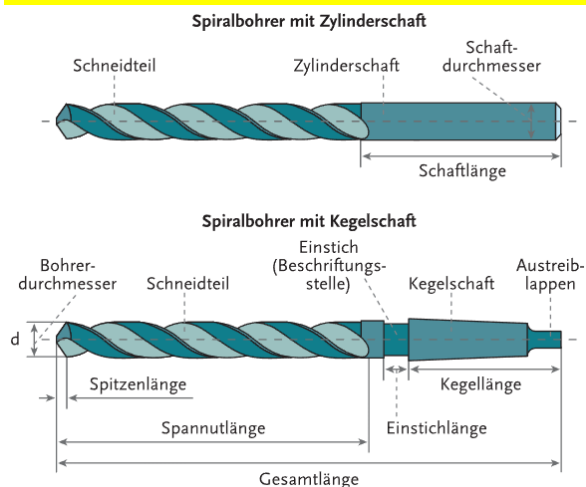 Spiralbohrer mit Zylinderschaft
Schneidteil
Zylinderschaft
Schaft-
durchmesser
Schaftlänge
Spiralbohrer mit Kegelschaft
Bohrer-
durchmesser
Schneidteil
Einstich
(Beschriftungs-
stelle)
Kegelschaft
Austreib-
lappen
d
Spitzenlänge
Kegellänge
Spannutlänge
Einstichlänge
Gesamtlänge